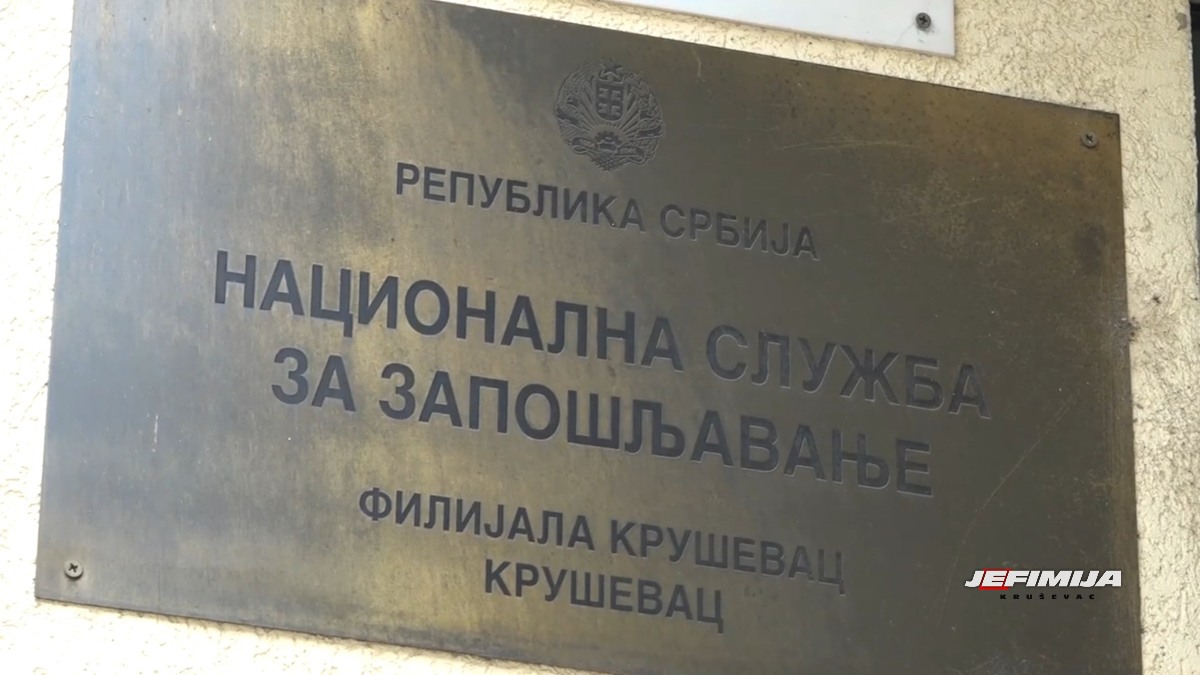 РЕПУБЛИКА СРБИЈА
НАЦИОНАЛНА СЛУЖБА
ЗА ЗАПОШЉАВАЊЕ
ФИЛИЈАЛА КРУШЕВАЦ
КРУШЕВАЦ
JEFIMIJA
KRUŠEVAC